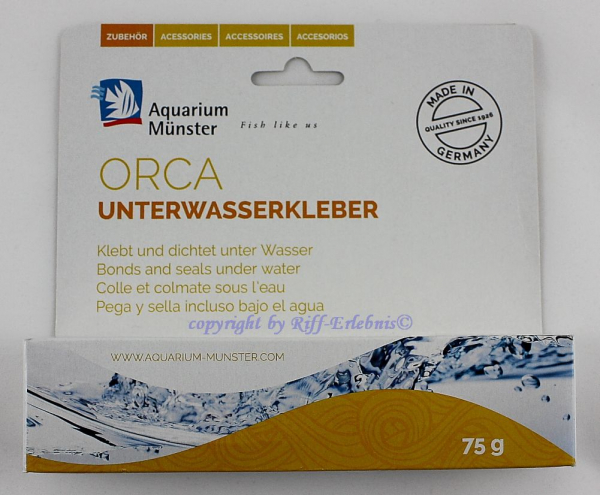 ZUBEHÖR ACESSORIES ACCESSOIRES ACCESORIOS
Aquarium
Münster
Fish like us
MADE IN
QUALITY SINCE 1926
GERMANY
ORCA
UNTERWASSERKLEBER
Klebt und dichtet unter Wasser
Bonds and seals under water
Colle et colmate sous l'eau
Pega y sella incluso bajo el agua
copyright by Riff-Erlebnis©
WWW.AQUARIUM-MUNSTER.COM
75 g